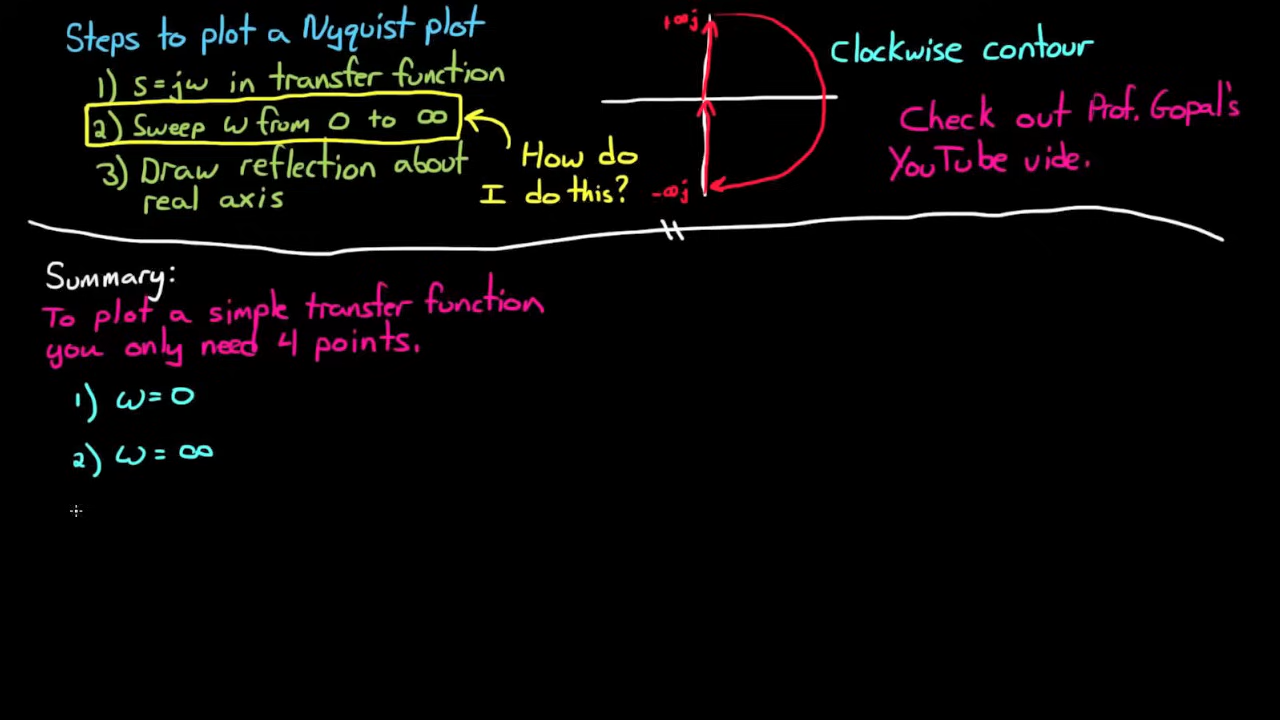 Steps to plot a Nyquist plot
1) s=jω in transfer function
2) Sweep ω from 0 to ∞
3) Draw reflection about
real axis
How do
I do this?
+∞j
-∞j
Clockwise contour
Check out Prof. Gopal's
YouTube vide.
Summary:
To plot a simple transfer function
you only need 4 points.
1) ω=0
2) ω = ∞